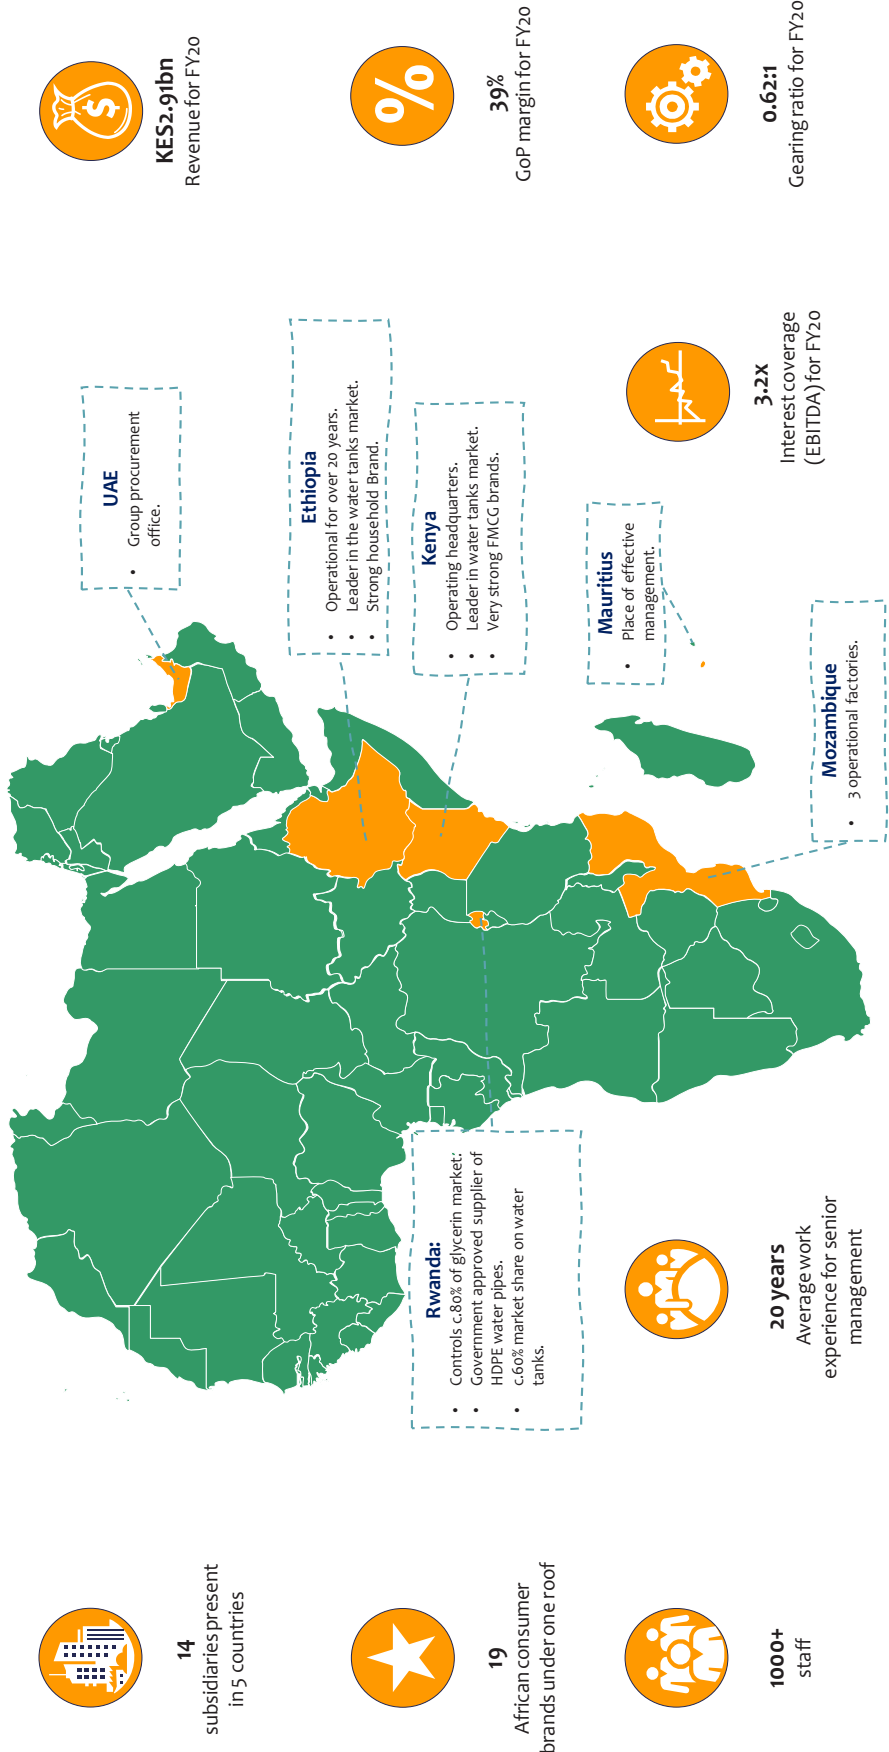 14
subsidiaries present
in 5 countries
19
African consumer
brands under one roof
1000+
staff
Rwanda:
• Controls c.80% of glycerin market;
• Government approved supplier of
HDPE water pipes.
• c.60% market share on water
tanks.
20 years
Average work
experience for senior
management
UAE
• Group procurement
office.
Ethiopia
• Operational for over 20 years.
• Leader in the water tanks market.
• Strong household Brand.
Kenya
• Operating headquarters.
• Leader in water tanks market.
• Very strong FMCG brands.
Mauritius
• Place of effective
management.
Mozambique
• 3 operational factories.
3.2x
Interest coverage
(EBITDA) for FY20
KES2.91bn
Revenue for FY20
39%
GoP margin for FY20
0.62:1
Gearing ratio for FY20